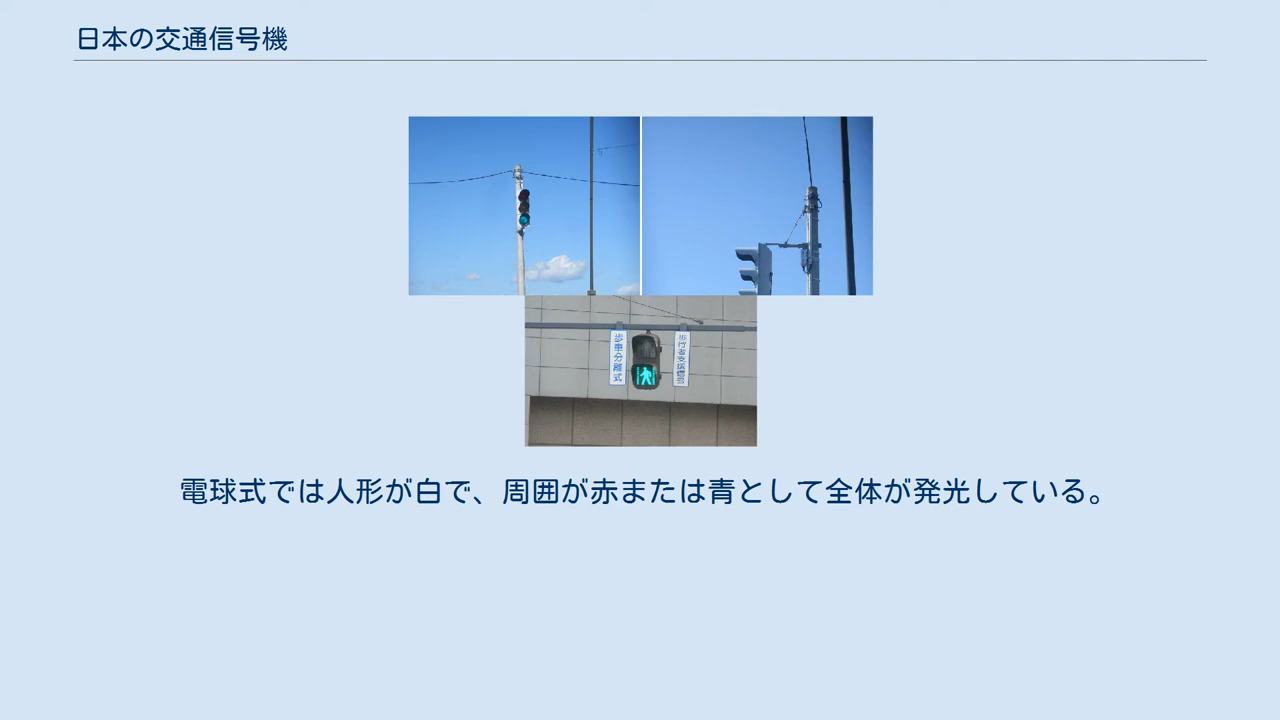 日本の交通信号機
歩車分離式
歩行者支援信号
電球式では人形が白で、周囲が赤または青として全体が発光している。